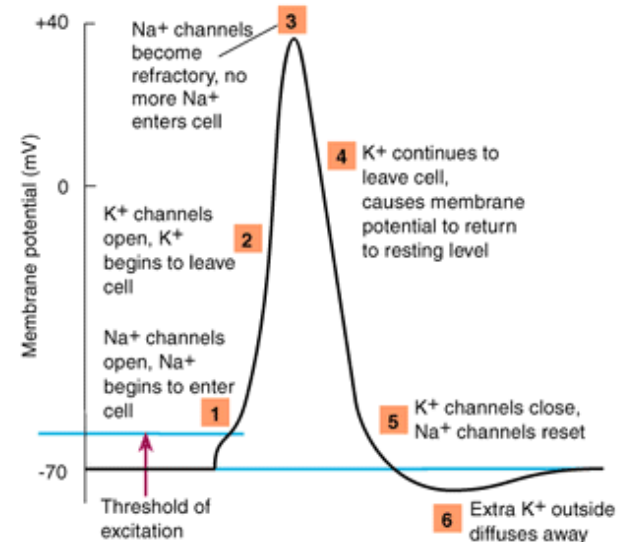 +40
Na+ channels
become
refractory, no
more Na+
enters cell
3
4
K+ continues to
leave cell,
causes membrane
potential to return
to resting level
Membrane potential (mV)
0
K+ channels
open, K+
begins to leave
cell
2
Na+ channels
open, Na+
begins to enter
cell
1
5
K+ channels close,
Na+ channels reset
-70
Threshold of
excitation
6
Extra K+ outside
diffuses away